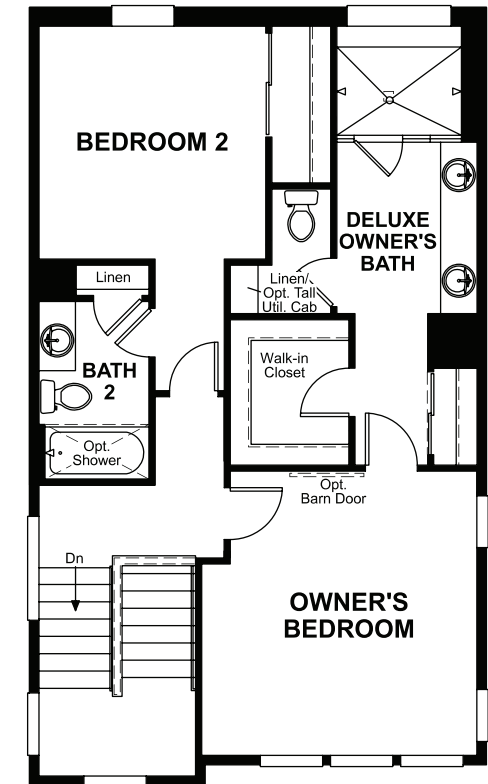 BEDROOM 2
DELUXE
OWNER'S
BATH
Linen
Linen/
Opt. Tall
Util. Cab
BATH
2
Walk-in
Closet
Opt.
Shower
Opt.
Barn Door
Dn
OWNER'S
BEDROOM